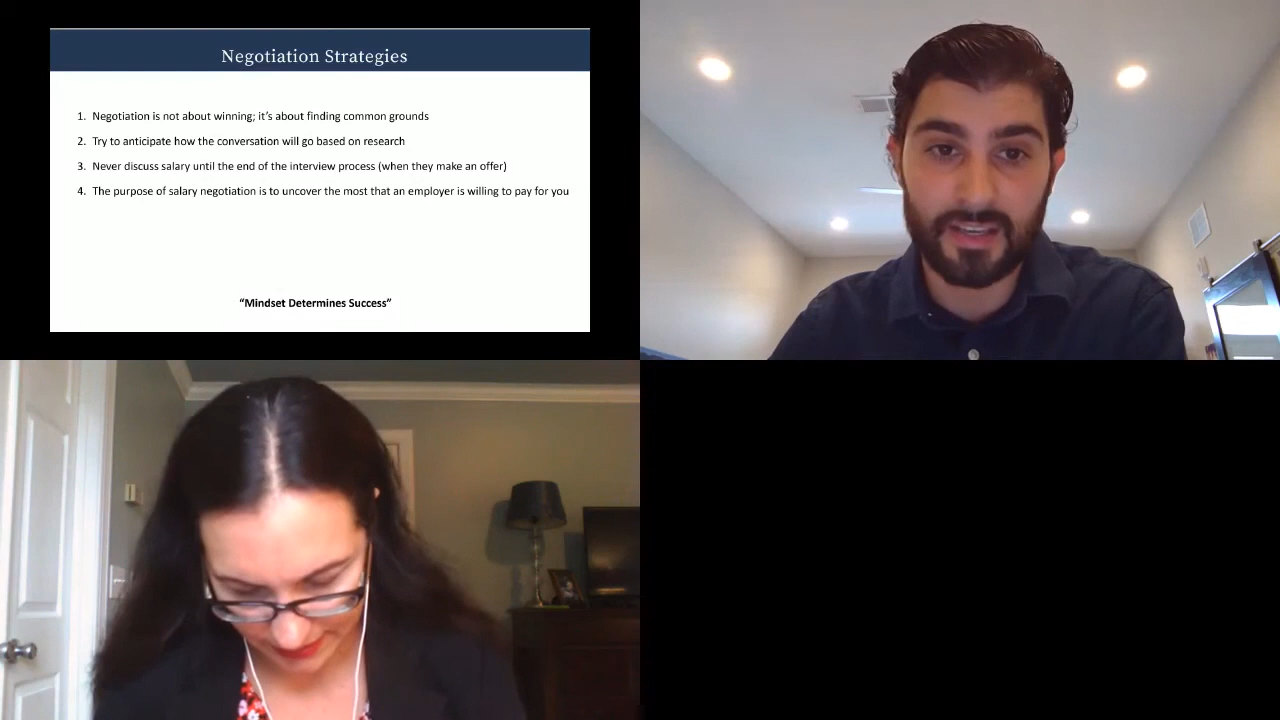 Negotiation Strategies
1. Negotiation is not about winning; it’s about finding common grounds
2. Try to anticipate how the conversation will go based on research
3. Never discuss salary until the end of the interview process (when they make an offer)
4. The purpose of salary negotiation is to uncover the most that an employer is willing to pay for you
“Mindset Determines Success”